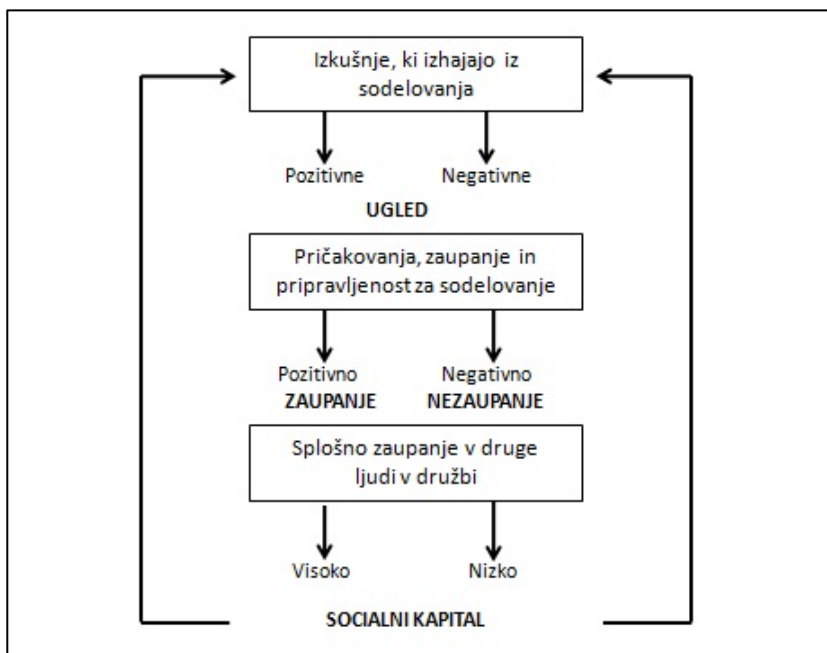 Izkušnje, ki izhajajo iz
sodelovanja
Pozitivne Negativne
UGLED
Pričakovanja, zaupanje in
pripravljenost za sodelovanje
Pozitivno Negativno
ZAUPANJE NEZAUPANJE
Splošno zaupanje v druge
ljudi v družbi
Visoko Nizko
SOCIALNI KAPITAL